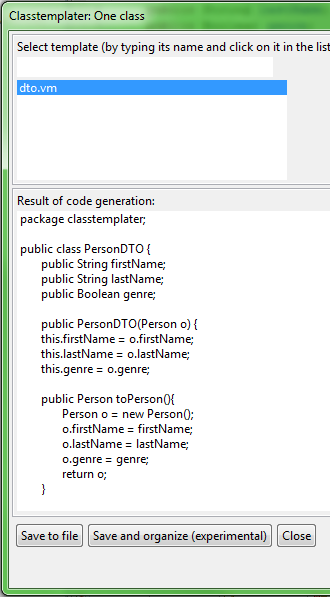 Classtemplater: One class
Select template (by typing its name and click on it in the list
dto.vm
Result of code generation:
package classtemplater;
public class PersonDTO {
public String firstName;
public String lastName;
public Boolean genre;
public PersonDTO(Person o) {
this.firstName = o.firstName;
this.lastName = o.lastName;
this.genre = o.genre;
public Person toPerson(){
Person o = new Person();
o.firstName = firstName;
o.lastName = lastName;
o.genre = genre;
return o;
}
Save to file
Save and organize (experimental)
Close